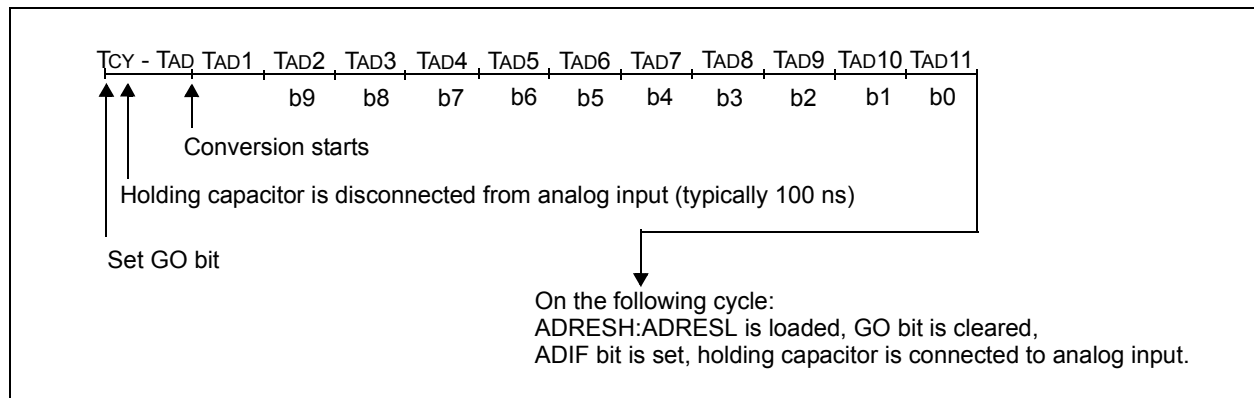 TCY - TAD TAD1 TAD2 TAD3 TAD4 TAD5 TAD6 TAD7 TAD8 TAD9 TAD10 TAD11
b9 b8 b7 b6 b5 b4 b3 b2 b1 b0
Conversion starts
Holding capacitor is disconnected from analog input (typically 100 ns)
Set GO bit
On the following cycle:
ADRESH:ADRESL is loaded, GO bit is cleared,
ADIF bit is set, holding capacitor is connected to analog input.